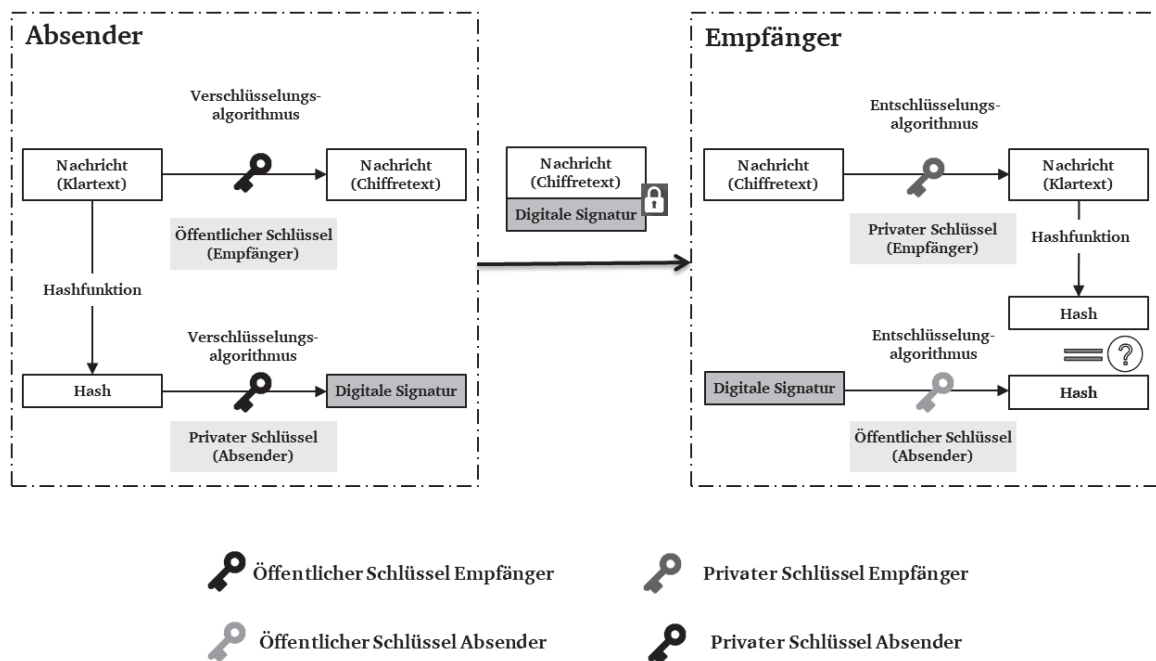 Absender
Verschlüsselungs-
algorithmus
Nachricht
(Klartext)
Nachricht
(Chiffretext)
Öffentlicher Schlüssel
(Empfänger)
Hashfunktion
Verschlüsselungs-
algorithmus
Hash
Digitale Signatur
Privater Schlüssel
(Absender)
Nachricht
(Chiffretext)
Digitale Signatur
Empfänger
Entschlüsselungs-
algorithmus
Nachricht
(Chiffretext)
Nachricht
(Klartext)
Privater Schlüssel
(Empfänger)
Hashfunktion
Hash
Entschlüsselung-
algorithmus
?
Digitale Signatur
Hash
Öffentlicher Schlüssel
(Absender)
Öffentlicher Schlüssel Empfänger
Privater Schlüssel Empfänger
Öffentlicher Schlüssel Absender
Privater Schlüssel Absender